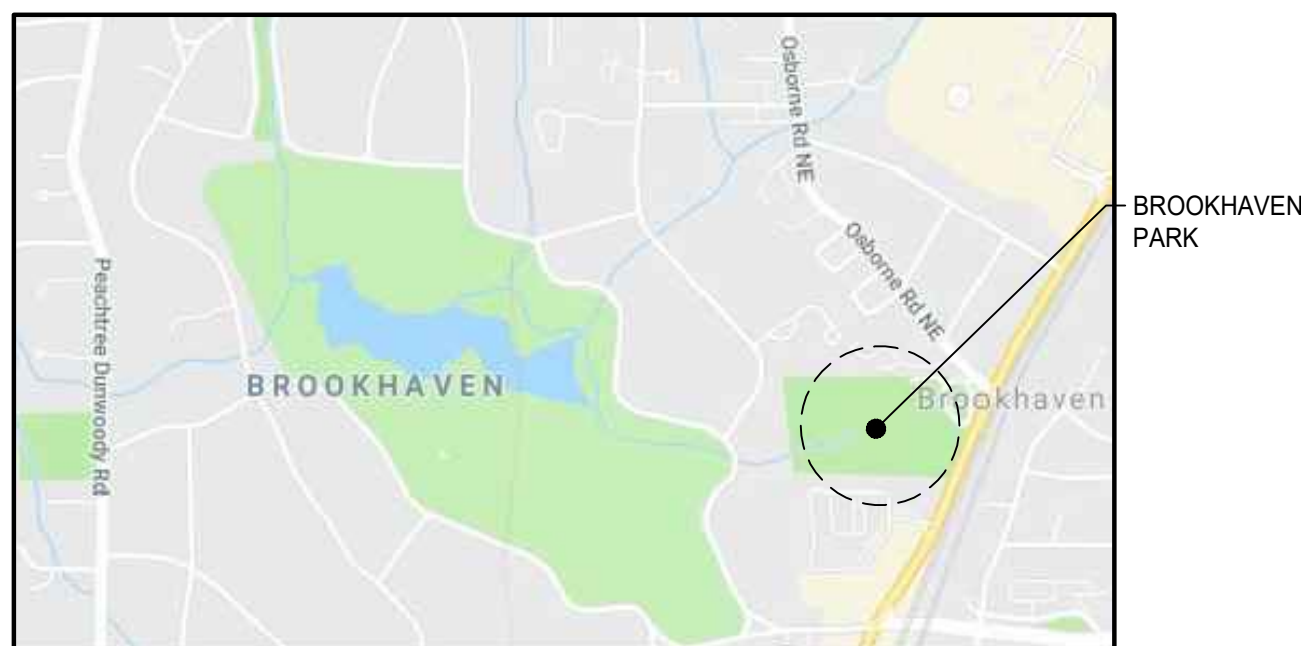 Osborne Rd NE
BROOKHAVEN
PARK
Osborne Rd NE
Peachtree Dunwoody Rd
BROOKHAVEN
Brookhaven